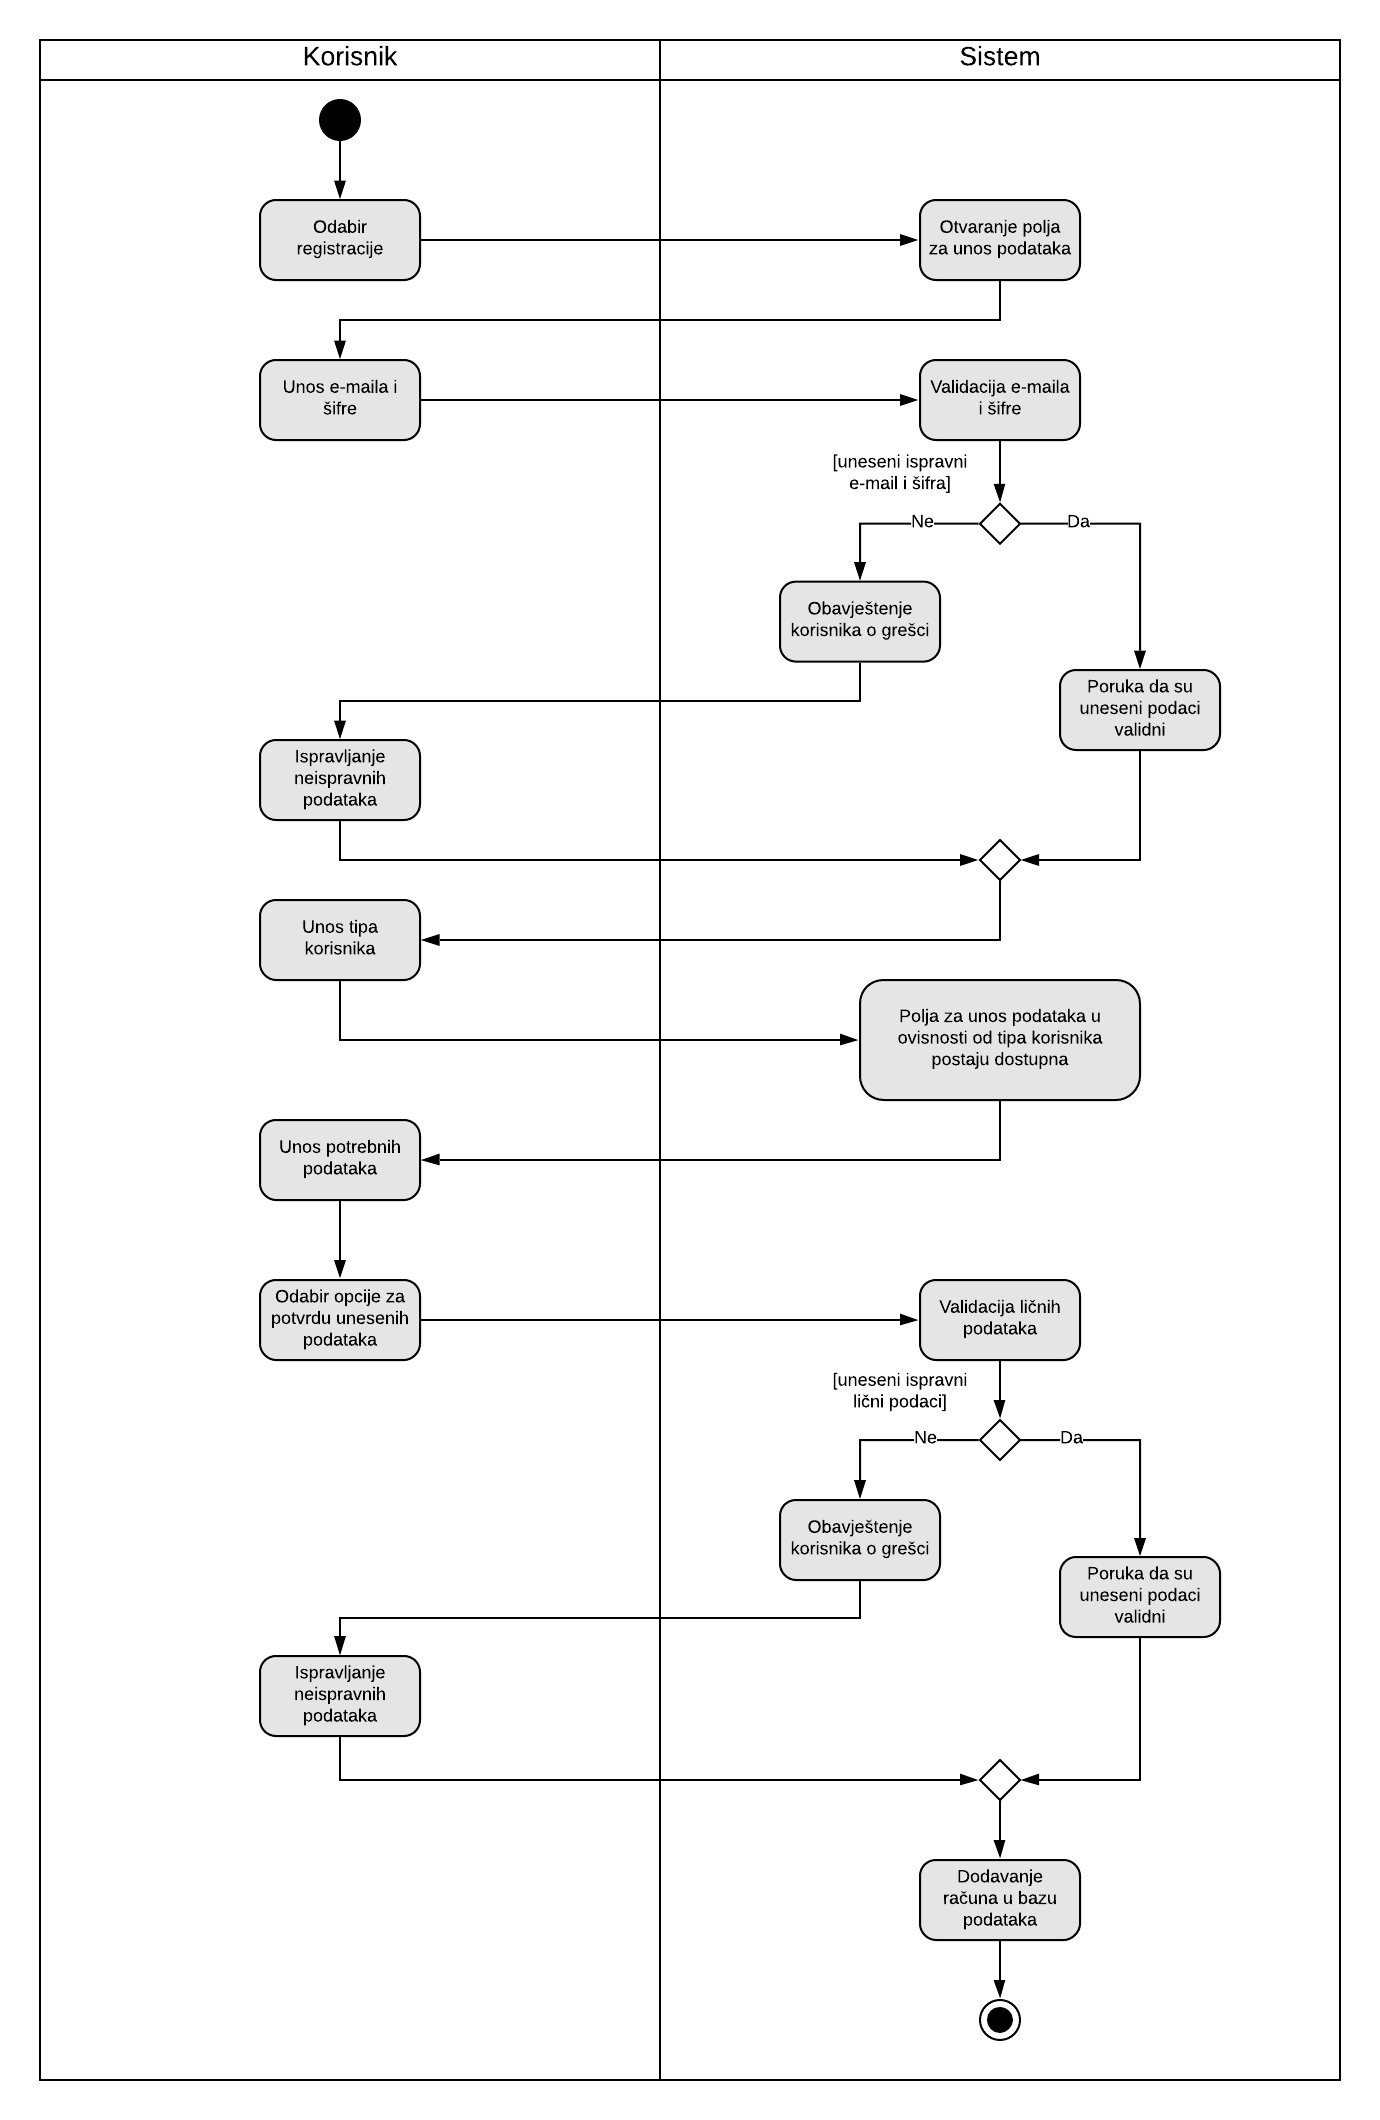 Korisnik
Sistem
Odabir
registracije
Otvaranje polja
za unos podataka
Unos e-maila i
šifre
Validacija e-maila
i šifre
[uneseni ispravni
e-mail i šifra]
Ne
Da
Obavještenje
korisnika o grešci
Poruka da su
uneseni podaci
validni
Ispravljanje
neispravnih
podataka
Unos tipa
korisnika
Polja za unos podataka u
ovisnosti od tipa korisnika
postaju dostupna
Unos potrebnih
podataka
Odabir opcije za
potvrdu unesenih
podataka
Validacija ličnih
podataka
[uneseni ispravni
lični podaci]
Ne
Da
Obavještenje
korisnika o grešci
Poruka da su
uneseni podaci
validni
Ispravljanje
neispravnih
podataka
Dodavanje
računa u bazu
podataka